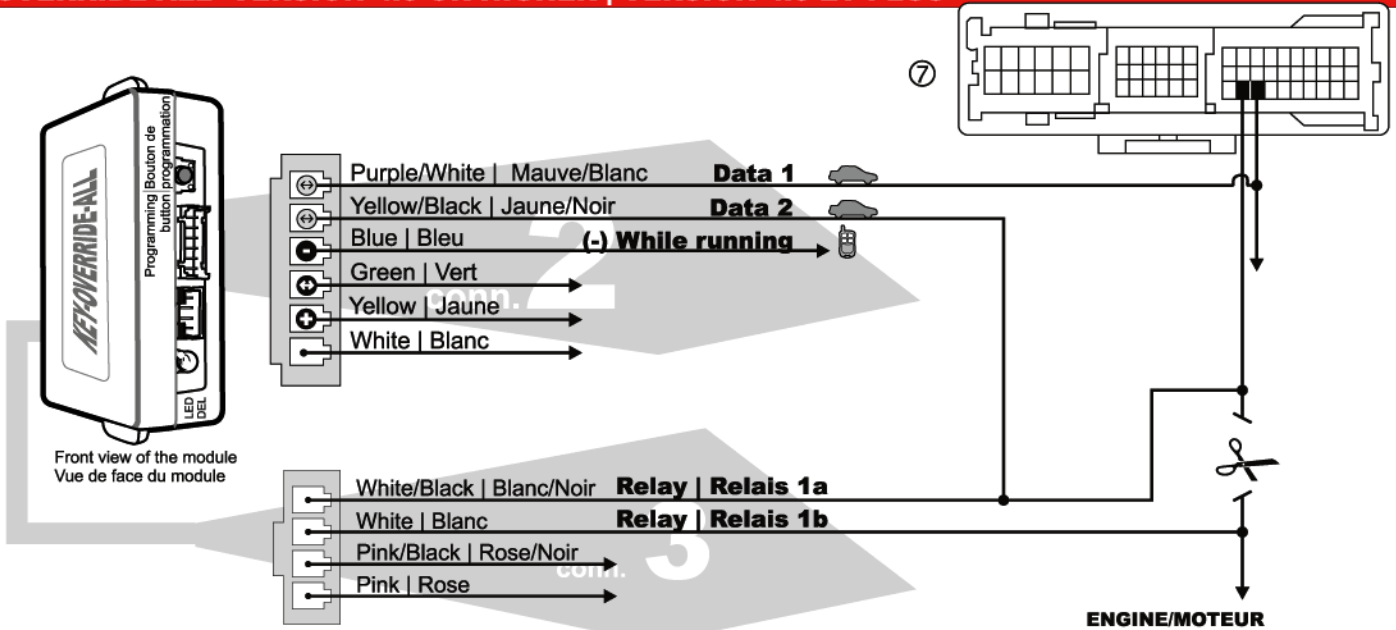 ⑦
Programming | Bouton de
button | programmation
KEY-OVERRIDE-ALL
LED
DEL
Front view of the module
Vue de face du module
Purple/White | Mauve/Blanc Data 1
Yellow/Black | Jaune/Noir Data 2
Blue | Bleu (-) While running
Green | Vert
Yellow | Jaune
White | Blanc
conn. 2
White/Black | Blanc/Noir Relay | Relais 1a
White | Blanc Relay | Relais 1b
Pink/Black | Rose/Noir
Pink | Rose
conn. 3
ENGINE/MOTEUR